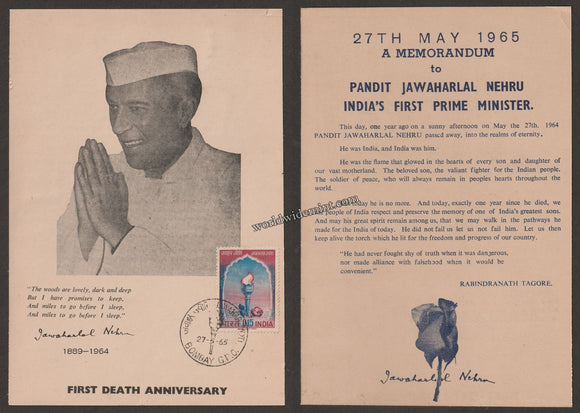 "The woods are lovely, dark and deep
But I have promises to keep,
And miles to go before I sleep,
And miles to go before I sleep."
Jawaharlal Nehru
1889-1964
FIRST DEATH ANNIVERSARY
0.15 INDIA
27-5-65
BOMBAY G.P.O.
27TH MAY 1965
A MEMORANDUM
to
PANDIT JAWAHARLAL NEHRU
INDIA'S FIRST PRIME MINISTER.
This day, one year ago on a sunny afternoon on May the 27th. 1964
PANDIT JAWAHARLAL NEHRU passed away, into the realms of eternity.
He was India, and India was him.
He was the flame that glowed in the hearts of every son and daughter of
our vast motherland. The beloved son, the valiant fighter for the Indian people.
The soldier of peace, who will always remain in peoples hearts throughout the
world.
today he is no more. And today, exactly one year since he died, we
people of India respect and preserve the memory of one of India's greatest sons.
And may his great spirit remain among us, that we may walk in the pathways he
made for the India of Today. He did not fail us let us not fail him. Let us then
keep alive the torch which he lit for the freedom and progress of our country.
"He had never fought shy of truth when it was dangerous,
nor made alliance with falsehood when it would be
convenient."
RABINDRANATH TAGORE.
Jawaharlal Nehru
worldwidemint.com